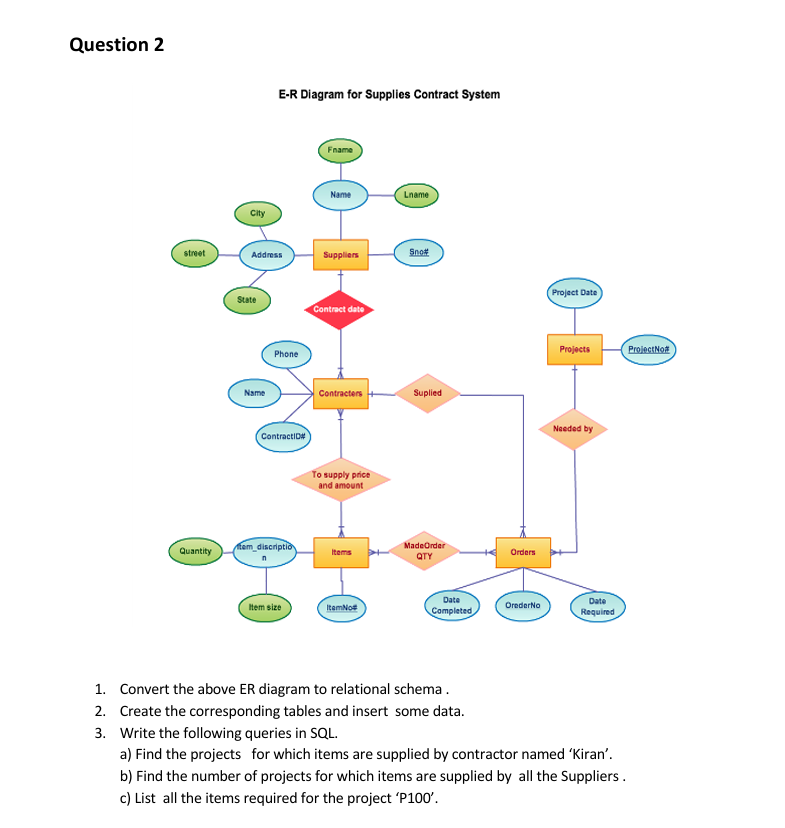 Question 2
E-R Diagram for Supplies Contract System
Fname
Name
Lname
City
street
Address
Suppliers
Sno#
State
Contract date
Project Date
Phone
Projects
ProjectNo#
Name
Contracters
Suplied
ContractID#
Needed by
To supply price
and amount
Quantity
Item_discriptio
n
Items
MadeOrder
QTY
Orders
Item size
ItemNo#
Date
Completed
OrederNo
Date
Required
1. Convert the above ER diagram to relational schema .
2. Create the corresponding tables and insert some data.
3. Write the following queries in SQL.
a) Find the projects for which items are supplied by contractor named ‘Kiran’.
b) Find the number of projects for which items are supplied by all the Suppliers .
c) List all the items required for the project ‘P100’.